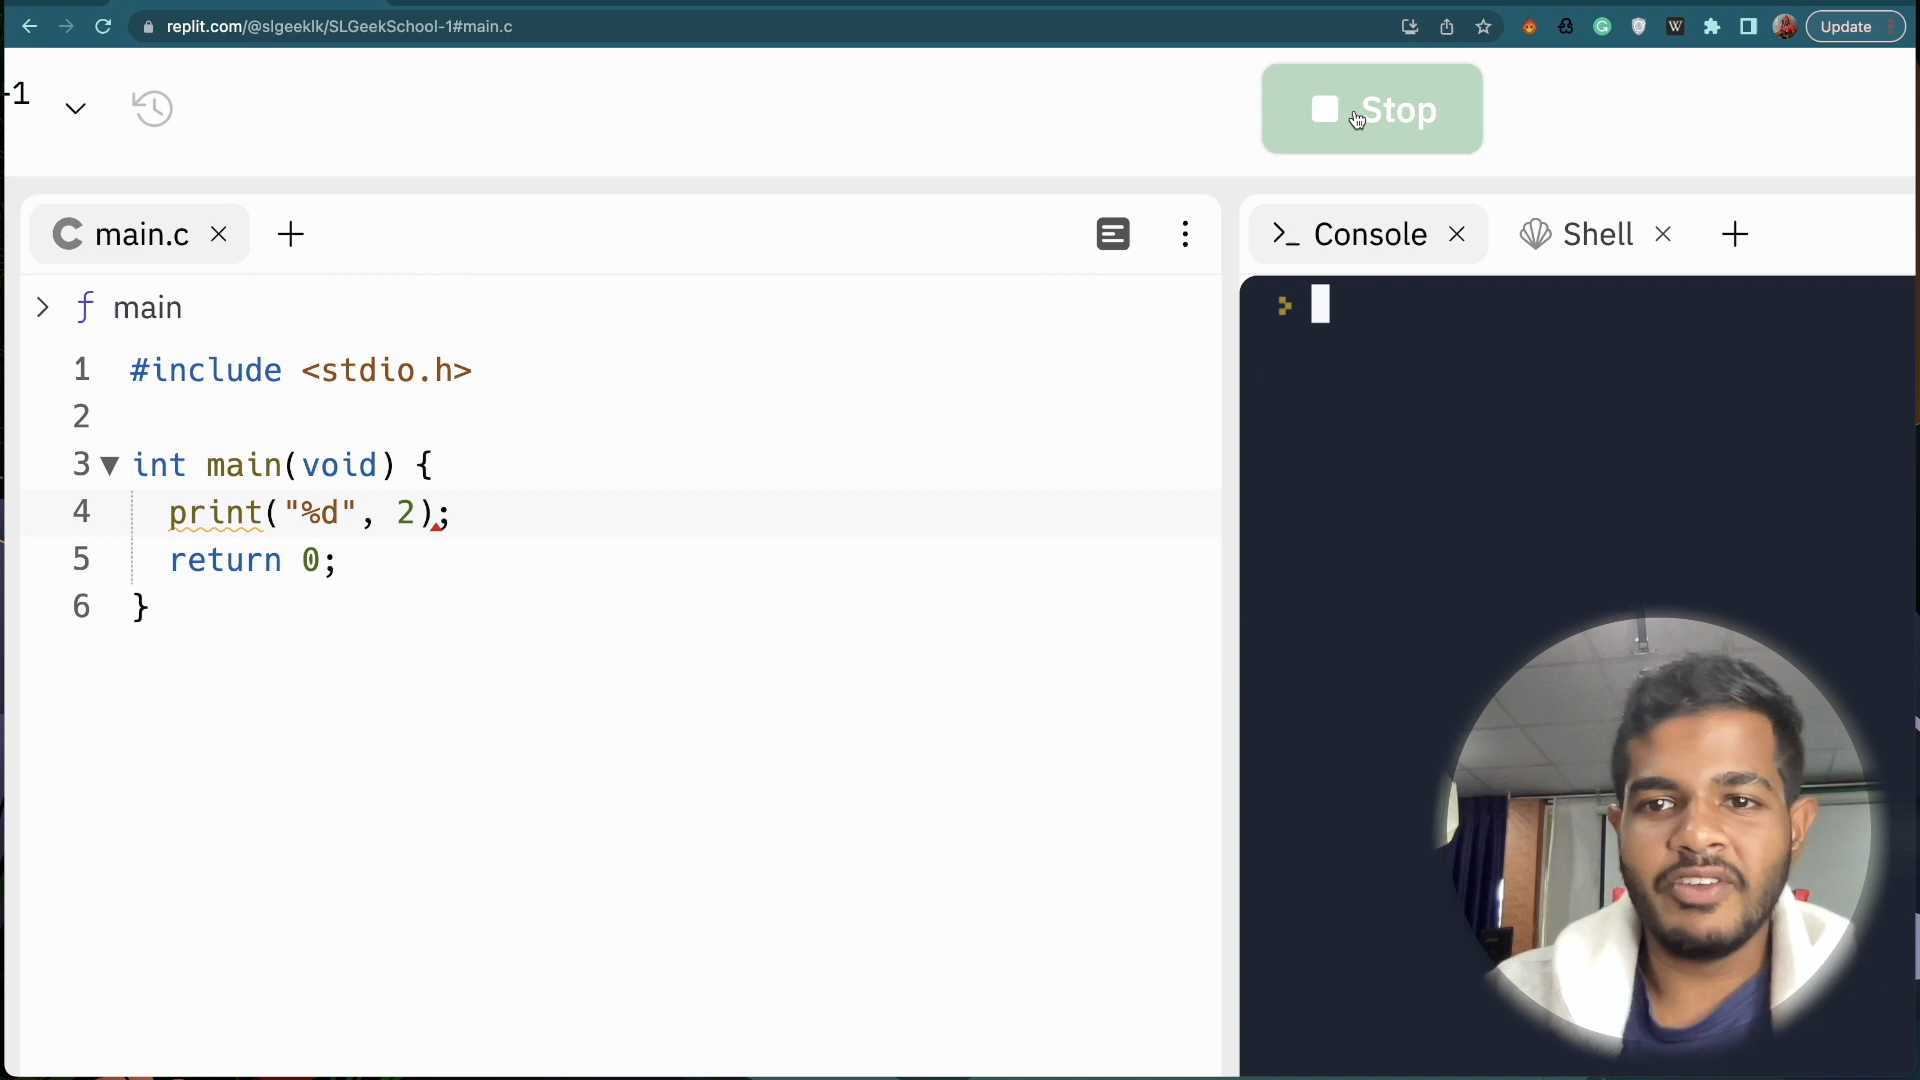 replit.com/@slgeeklk/SLGeekSchool-1#main.c
W
Update
-1
Stop
main.c
>_ Console
Shell
f main
1 #include <stdio.h>
2
3 int main(void) {
4 print("%d", 2);
5 return 0;
6 }